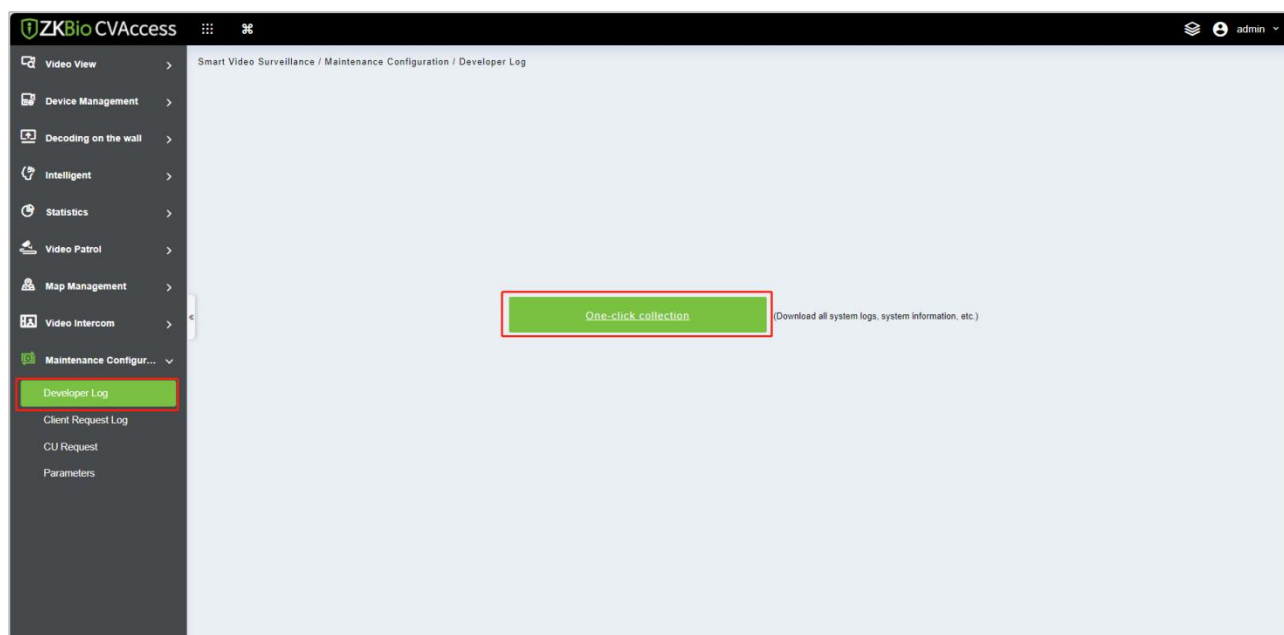 ZKBio CVAccess
admin
Smart Video Surveillance / Maintenance Configuration / Developer Log
Video View
Device Management
Decoding on the wall
Intelligent
Statistics
Video Patrol
Map Management
Video Intercom
Maintenance Configur...
Developer Log
Client Request Log
CU Request
Parameters
One-click collection
(Download all system logs, system information, etc.)